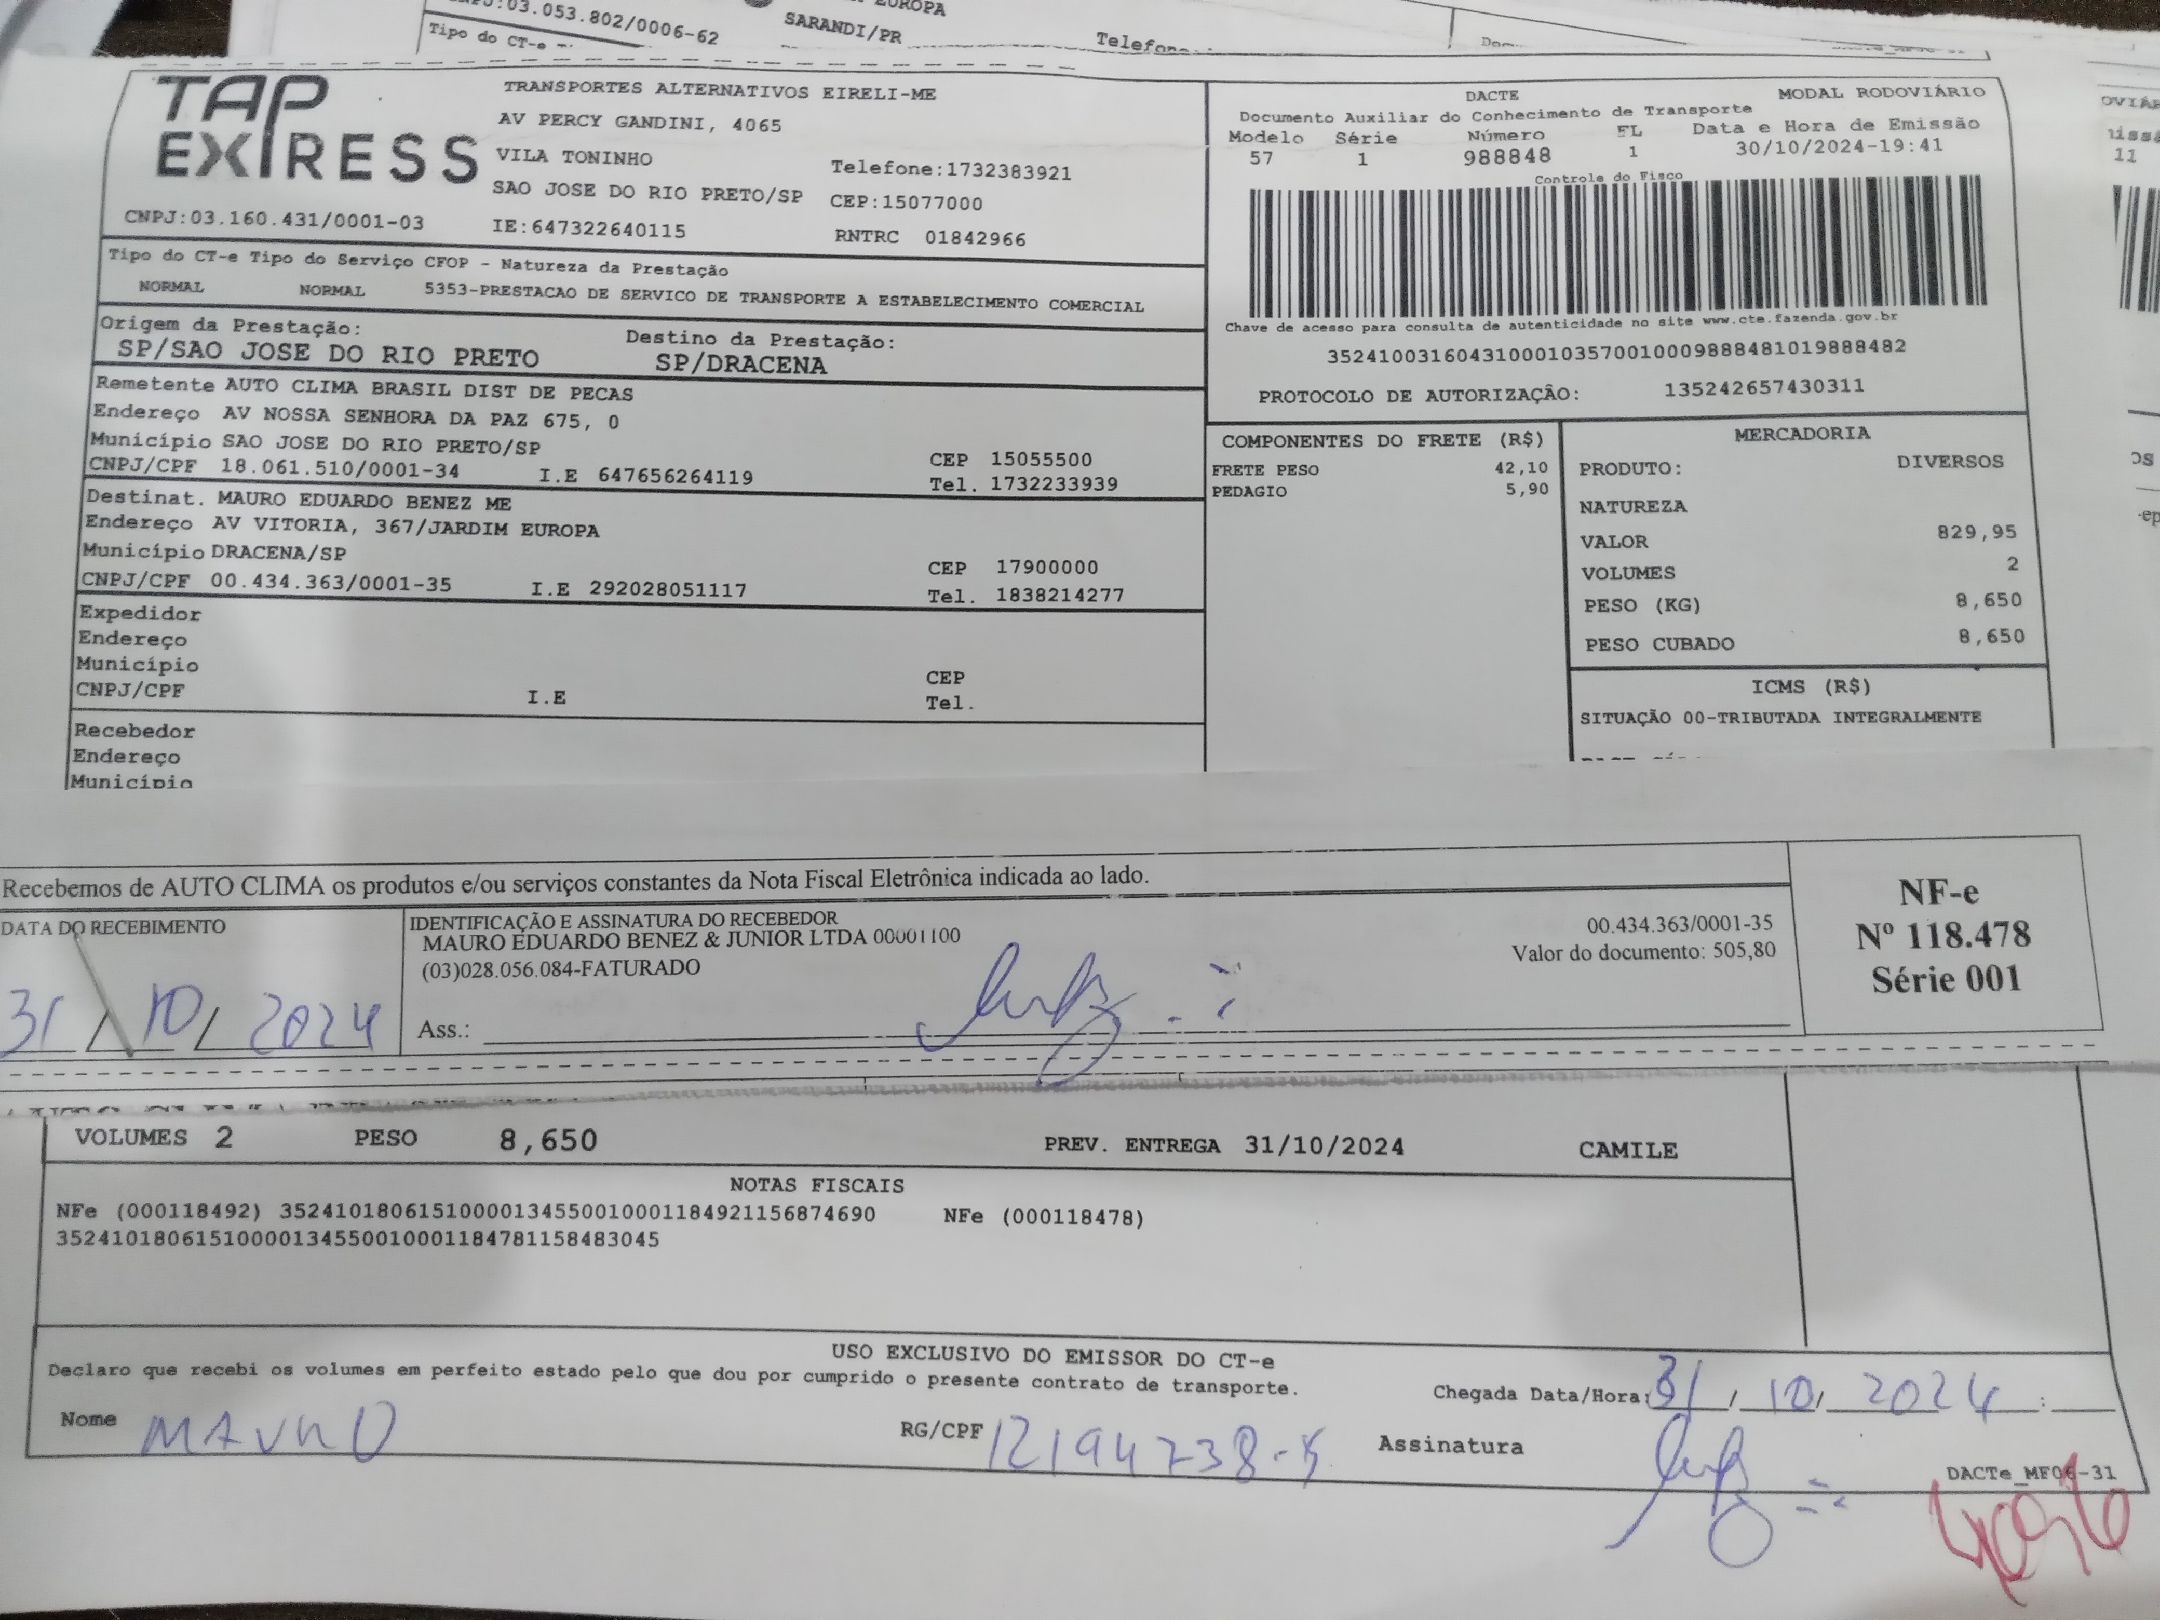 03.053.802/0006-62
EUROPA
SARANDI/PR
Tipo do CT-e
Telefone:
TAP EXPRESS
TRANSPORTES ALTERNATIVOS EIRELI-ME
AV PERCY GANDINI, 4065
VILA TONINHO
Telefone:1732383921
SAO JOSE DO RIO PRETO/SP CEP:15077000
CNPJ:03.160.431/0001-03 IE:647322640115 RNTRC 01842966
Tipo do CT-e Tipo do Serviço CFOP - Natureza da Prestação
NORMAL NORMAL 5353-PRESTACAO DE SERVICO DE TRANSPORTE A ESTABELECIMENTO COMERCIAL
Origem da Prestação: Destino da Prestação:
SP/SAO JOSE DO RIO PRETO SP/DRACENA
Remetente AUTO CLIMA BRASIL DIST DE PECAS
Endereço AV NOSSA SENHORA DA PAZ 675, 0
Município SAO JOSE DO RIO PRETO/SP CEP 15055500
CNPJ/CPF 18.061.510/0001-34 I.E 647656264119 Tel. 1732233939
Destinat. MAURO EDUARDO BENEZ ME
Endereço AV VITORIA, 367/JARDIM EUROPA
Município DRACENA/SP CEP 17900000
CNPJ/CPF 00.434.363/0001-35 I.E 292028051117 Tel. 1838214277
Expedidor
Endereço
Município CEP
CNPJ/CPF I.E Tel.
Recebedor
Endereço
Município
DACTE MODAL RODOVIÁRIO
Documento Auxiliar do Conhecimento de Transporte
Modelo Série Número FL Data e Hora de Emissão
57 1 988848 1 30/10/2024-19:41
Controle do Fisco
Chave de acesso para consulta de autenticidade no site www.cte.fazenda.gov.br
35241003160431000103570010009888481019888482
PROTOCOLO DE AUTORIZAÇÃO: 135242657430311
COMPONENTES DO FRETE (R$)
FRETE PESO 42,10
PEDAGIO 5,90
MERCADORIA
PRODUTO: DIVERSOS
NATUREZA
VALOR 829,95
VOLUMES 2
PESO (KG) 8,650
PESO CUBADO 8,650
ICMS (R$)
SITUAÇÃO 00-TRIBUTADA INTEGRALMENTE
Recebemos de AUTO CLIMA os produtos e/ou serviços constantes da Nota Fiscal Eletrônica indicada ao lado.
DATA DO RECEBIMENTO
31/10/2024
IDENTIFICAÇÃO E ASSINATURA DO RECEBEDOR
MAURO EDUARDO BENEZ & JUNIOR LTDA 00001100 00.434.363/0001-35
(03)028.056.084-FATURADO Valor do documento: 505,80
Ass.:
NF-e
Nº 118.478
Série 001
VOLUMES 2 PESO 8,650 PREV. ENTREGA 31/10/2024 CAMILE
NOTAS FISCAIS
NFe (000118492) 35241018061510000134550010001184921156874690 NFe (000118478)
35241018061510000134550010001184781158483045
USO EXCLUSIVO DO EMISSOR DO CT-e
Declaro que recebi os volumes em perfeito estado pelo que dou por cumprido o presente contrato de transporte.
Chegada Data/Hora: 31/10/2024 :
Nome MAURO RG/CPF Assinatura
DACTe_MF06-31